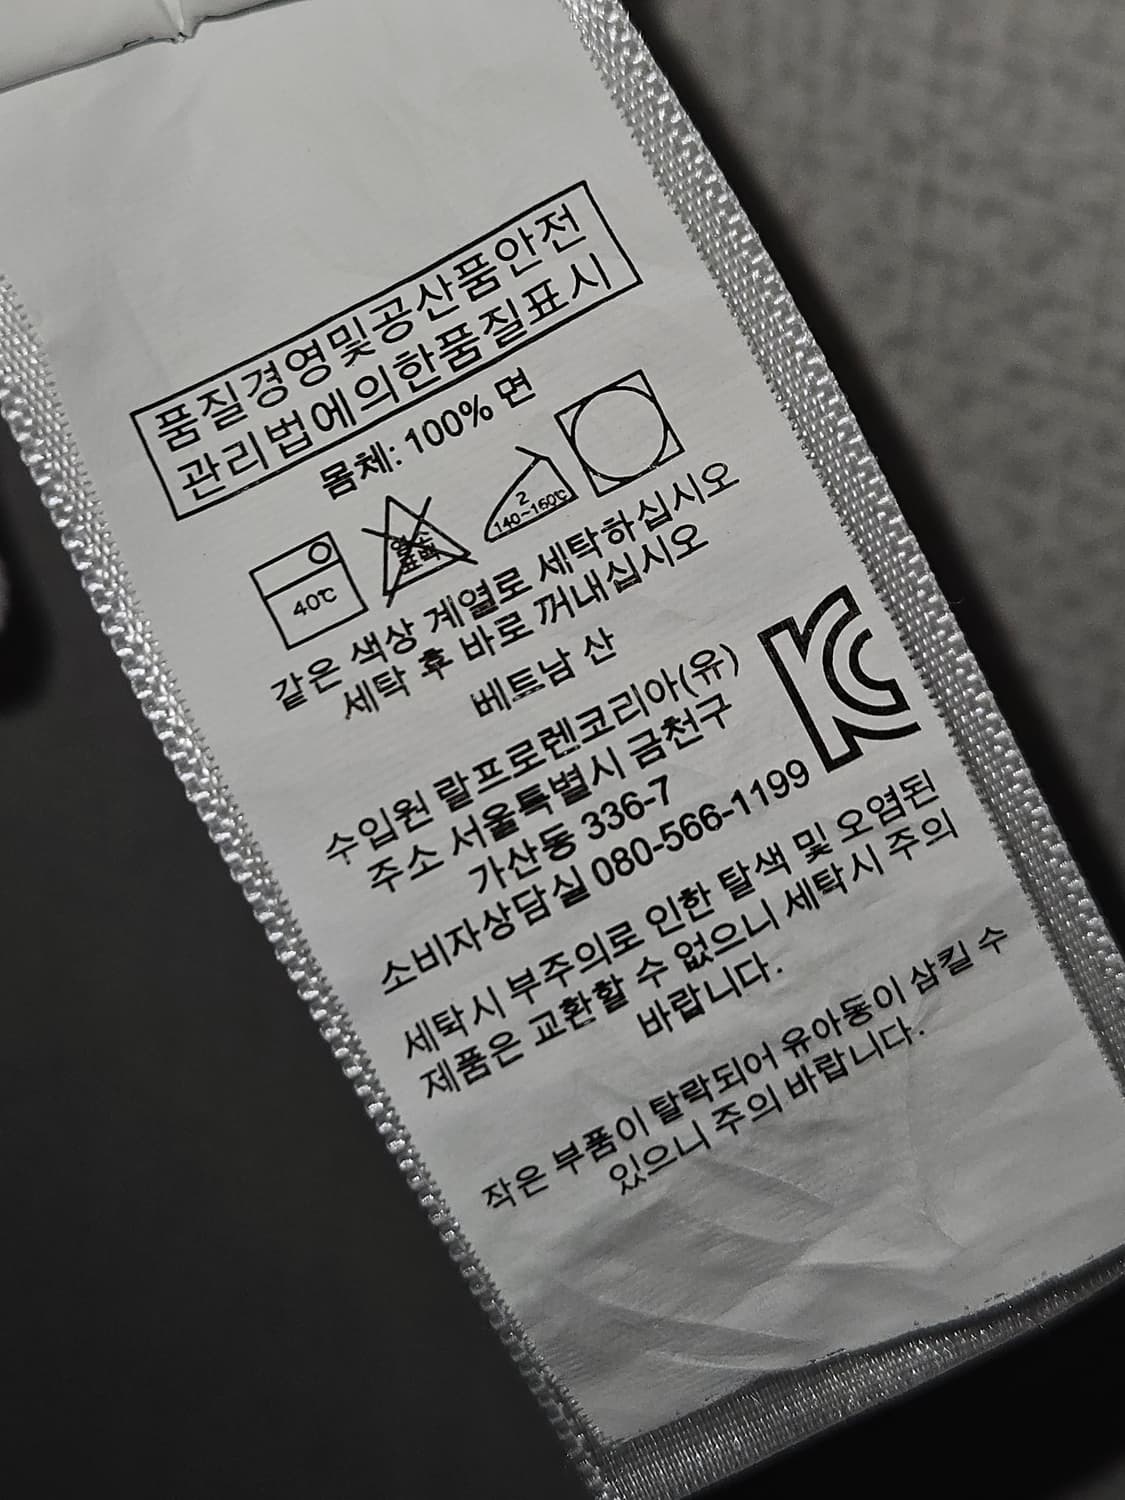 품질경영및공산품안전
관리법에의한품질표시
몸체: 100% 면
40℃
염소
표백
2
140~160℃
같은 색상 계열로 세탁하십시오
세탁 후 바로 꺼내십시오
베트남 산
수입원 랄프로렌코리아(유)
주소 서울특별시 금천구
가산동 336-7
소비자상담실 080-566-1199
세탁시 부주의로 인한 탈색 및 오염된
제품은 교환할 수 없으니 세탁시 주의
바랍니다.
작은 부품이 탈락되어 유아동이 삼킬 수
있으니 주의 바랍니다.